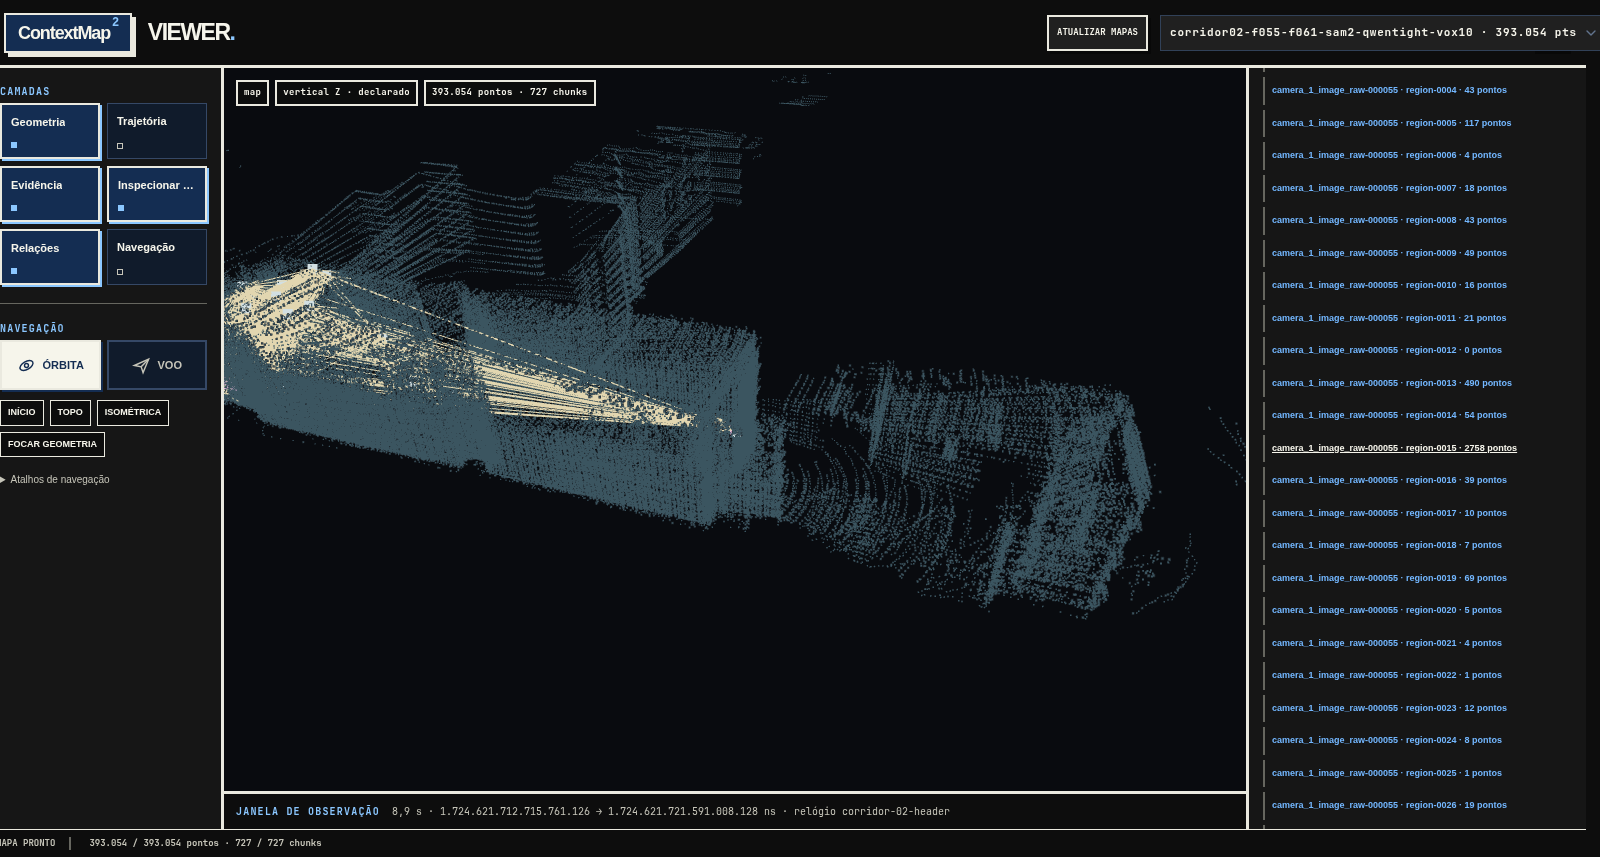 ContextMap 2 VIEWER.
ATUALIZAR MAPAS
corridor02-f055-f061-sam2-qwentight-vox10 · 393.054 pts
CAMADAS
Geometria
Trajetória
Evidência
Inspecionar ...
Relações
Navegação
NAVEGAÇÃO
ÓRBITA
VOO
INÍCIO
TOPO
ISOMÉTRICA
FOCAR GEOMETRIA
Atalhos de navegação
map
vertical Z · declarado
393.054 pontos · 727 chunks
JANELA DE OBSERVAÇÃO 8,9 s · 1.724.621.712.715.761.126 → 1.724.621.721.591.008.128 ns · relógio corridor-02-header
camera_1_image_raw-000055 · region-0004 · 43 pontos
camera_1_image_raw-000055 · region-0005 · 117 pontos
camera_1_image_raw-000055 · region-0006 · 4 pontos
camera_1_image_raw-000055 · region-0007 · 18 pontos
camera_1_image_raw-000055 · region-0008 · 43 pontos
camera_1_image_raw-000055 · region-0009 · 49 pontos
camera_1_image_raw-000055 · region-0010 · 16 pontos
camera_1_image_raw-000055 · region-0011 · 21 pontos
camera_1_image_raw-000055 · region-0012 · 0 pontos
camera_1_image_raw-000055 · region-0013 · 490 pontos
camera_1_image_raw-000055 · region-0014 · 54 pontos
camera_1_image_raw-000055 · region-0015 · 2758 pontos
camera_1_image_raw-000055 · region-0016 · 39 pontos
camera_1_image_raw-000055 · region-0017 · 10 pontos
camera_1_image_raw-000055 · region-0018 · 7 pontos
camera_1_image_raw-000055 · region-0019 · 69 pontos
camera_1_image_raw-000055 · region-0020 · 5 pontos
camera_1_image_raw-000055 · region-0021 · 4 pontos
camera_1_image_raw-000055 · region-0022 · 1 pontos
camera_1_image_raw-000055 · region-0023 · 12 pontos
camera_1_image_raw-000055 · region-0024 · 8 pontos
camera_1_image_raw-000055 · region-0025 · 1 pontos
camera_1_image_raw-000055 · region-0026 · 19 pontos
MAPA PRONTO
393.054 / 393.054 pontos · 727 / 727 chunks